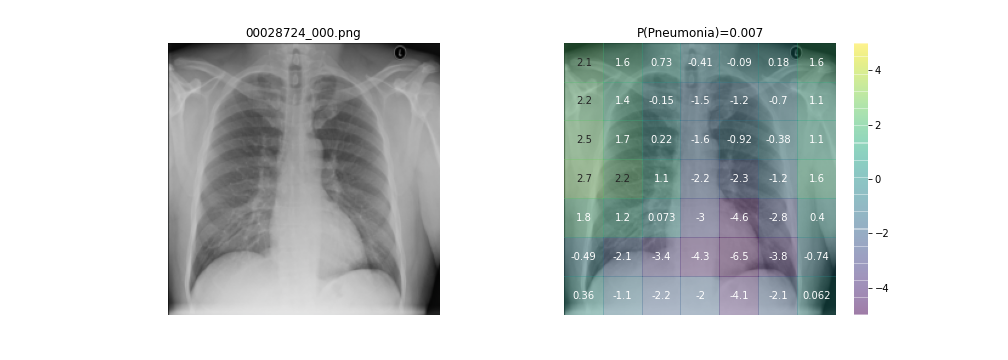 00028724_000.png
P(Pneumonia)=0.007
2.1 1.6 0.73 -0.41 -0.09 0.18 1.6
2.2 1.4 -0.15 -1.5 -1.2 -0.7 1.1
2.5 1.7 0.22 -1.6 -0.92 -0.38 1.1
2.7 2.2 1.1 -2.2 -2.3 -1.2 1.6
1.8 1.2 0.073 -3 -4.6 -2.8 0.4
-0.49 -2.1 -3.4 -4.3 -6.5 -3.8 -0.74
0.36 -1.1 -2.2 -2 -4.1 -2.1 0.062
4
2
0
−2
−4